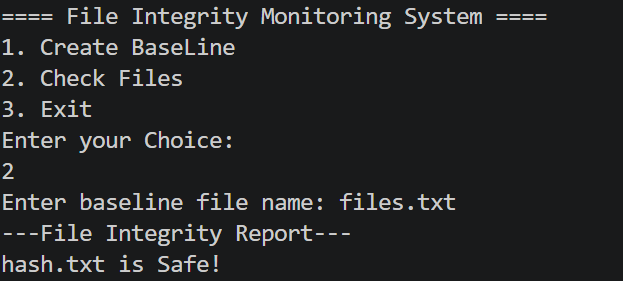 ==== File Integrity Monitoring System ====
1. Create BaseLine
2. Check Files
3. Exit
Enter your Choice:
2
Enter baseline file name: files.txt
---File Integrity Report---
hash.txt is Safe!